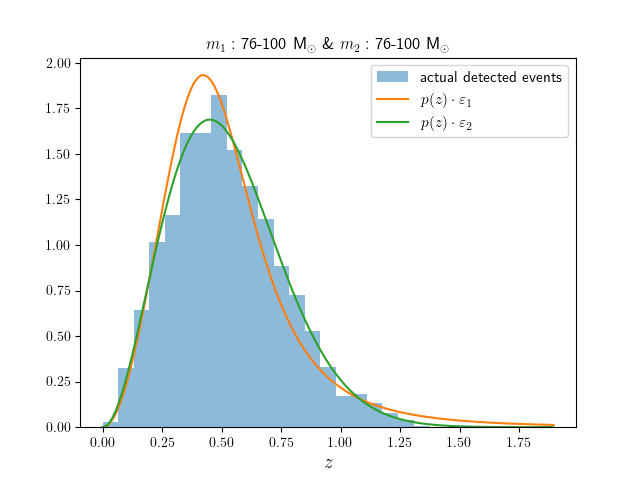 m₁ : 76-100 M⊙ & m₂ : 76-100 M⊙
actual detected events
p(z) · ε₁
p(z) · ε₂
2.00
1.75
1.50
1.25
1.00
0.75
0.50
0.25
0.00
0.00 0.25 0.50 0.75 1.00 1.25 1.50 1.75
z